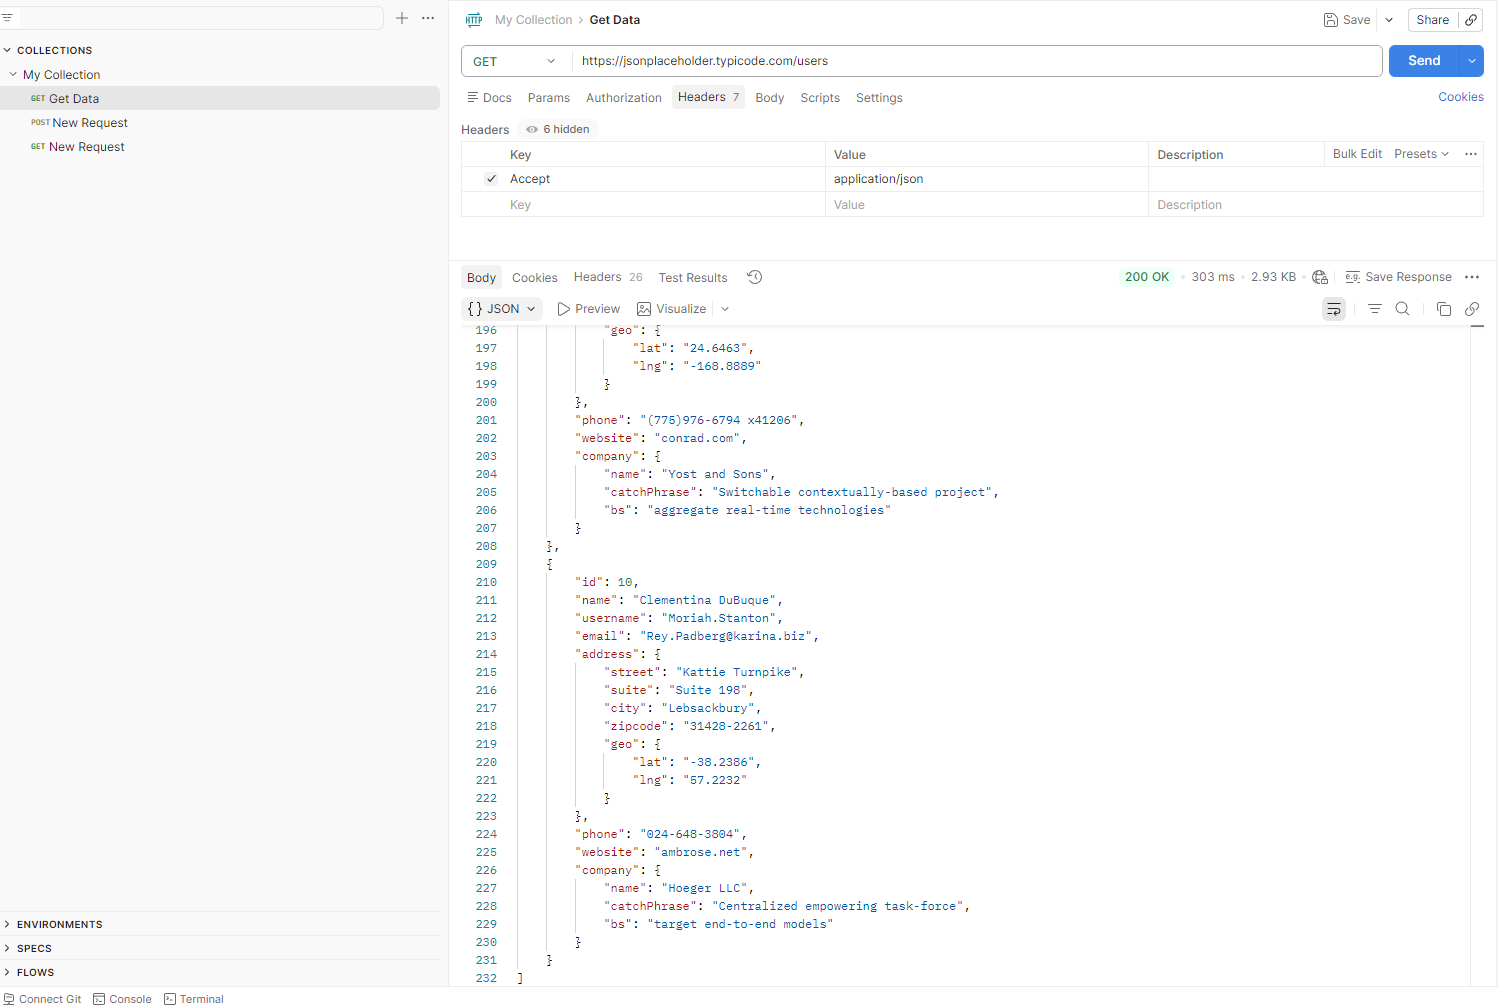 COLLECTIONS
My Collection
GET Get Data
POST New Request
GET New Request
ENVIRONMENTS
SPECS
FLOWS
Connect Git Console Terminal
HTTP My Collection > Get Data Save Share
GET https://jsonplaceholder.typicode.com/users Send
Docs Params Authorization Headers 7 Body Scripts Settings Cookies
Headers 6 hidden
Key Value Description Bulk Edit Presets
Accept application/json
Key Value Description
Body Cookies Headers 26 Test Results 200 OK • 303 ms • 2.93 KB • e.g. Save Response
{} JSON Preview Visualize
196 "geo": {
197 "lat": "24.6463",
198 "lng": "-168.8889"
199 }
200 },
201 "phone": "(775)976-6794 x41206",
202 "website": "conrad.com",
203 "company": {
204 "name": "Yost and Sons",
205 "catchPhrase": "Switchable contextually-based project",
206 "bs": "aggregate real-time technologies"
207 }
208 },
209 {
210 "id": 10,
211 "name": "Clementina DuBuque",
212 "username": "Moriah.Stanton",
213 "email": "Rey.Padberg@karina.biz",
214 "address": {
215 "street": "Kattie Turnpike",
216 "suite": "Suite 198",
217 "city": "Lebsackbury",
218 "zipcode": "31428-2261",
219 "geo": {
220 "lat": "-38.2386",
221 "lng": "57.2232"
222 }
223 },
224 "phone": "024-648-3804",
225 "website": "ambrose.net",
226 "company": {
227 "name": "Hoeger LLC",
228 "catchPhrase": "Centralized empowering task-force",
229 "bs": "target end-to-end models"
230 }
231 }
232 ]